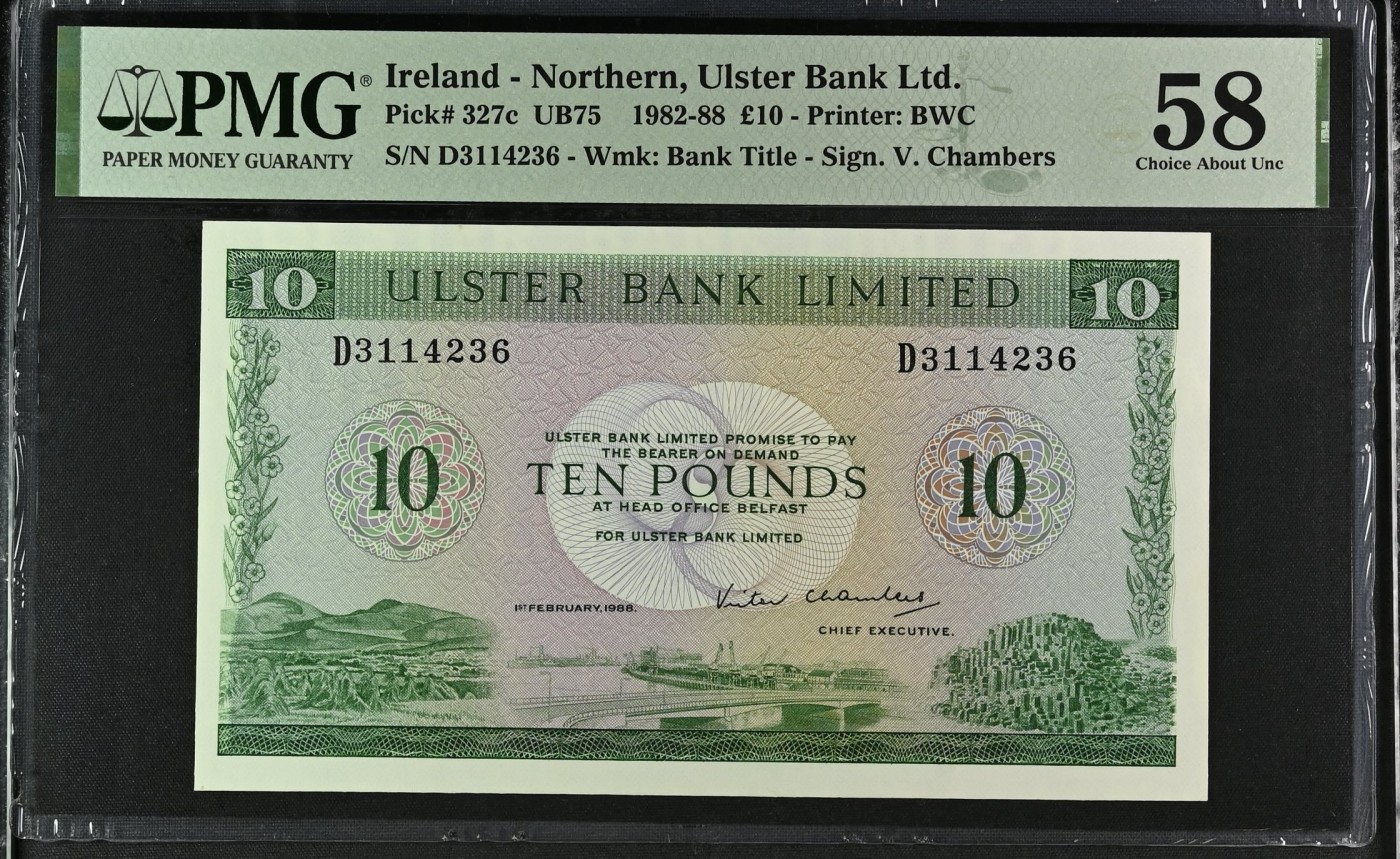 PMG®
PAPER MONEY GUARANTY
Ireland - Northern, Ulster Bank Ltd.
Pick# 327c UB75 1982-88 £10 - Printer: BWC
S/N D3114236 - Wmk: Bank Title - Sign. V. Chambers
58
Choice About Unc
10 ULSTER BANK LIMITED 10
D3114236 D3114236
ULSTER BANK LIMITED PROMISE TO PAY
THE BEARER ON DEMAND
10 TEN POUNDS 10
AT HEAD OFFICE BELFAST
FOR ULSTER BANK LIMITED
1ST FEBRUARY, 1988.
Victor Chambers
CHIEF EXECUTIVE.